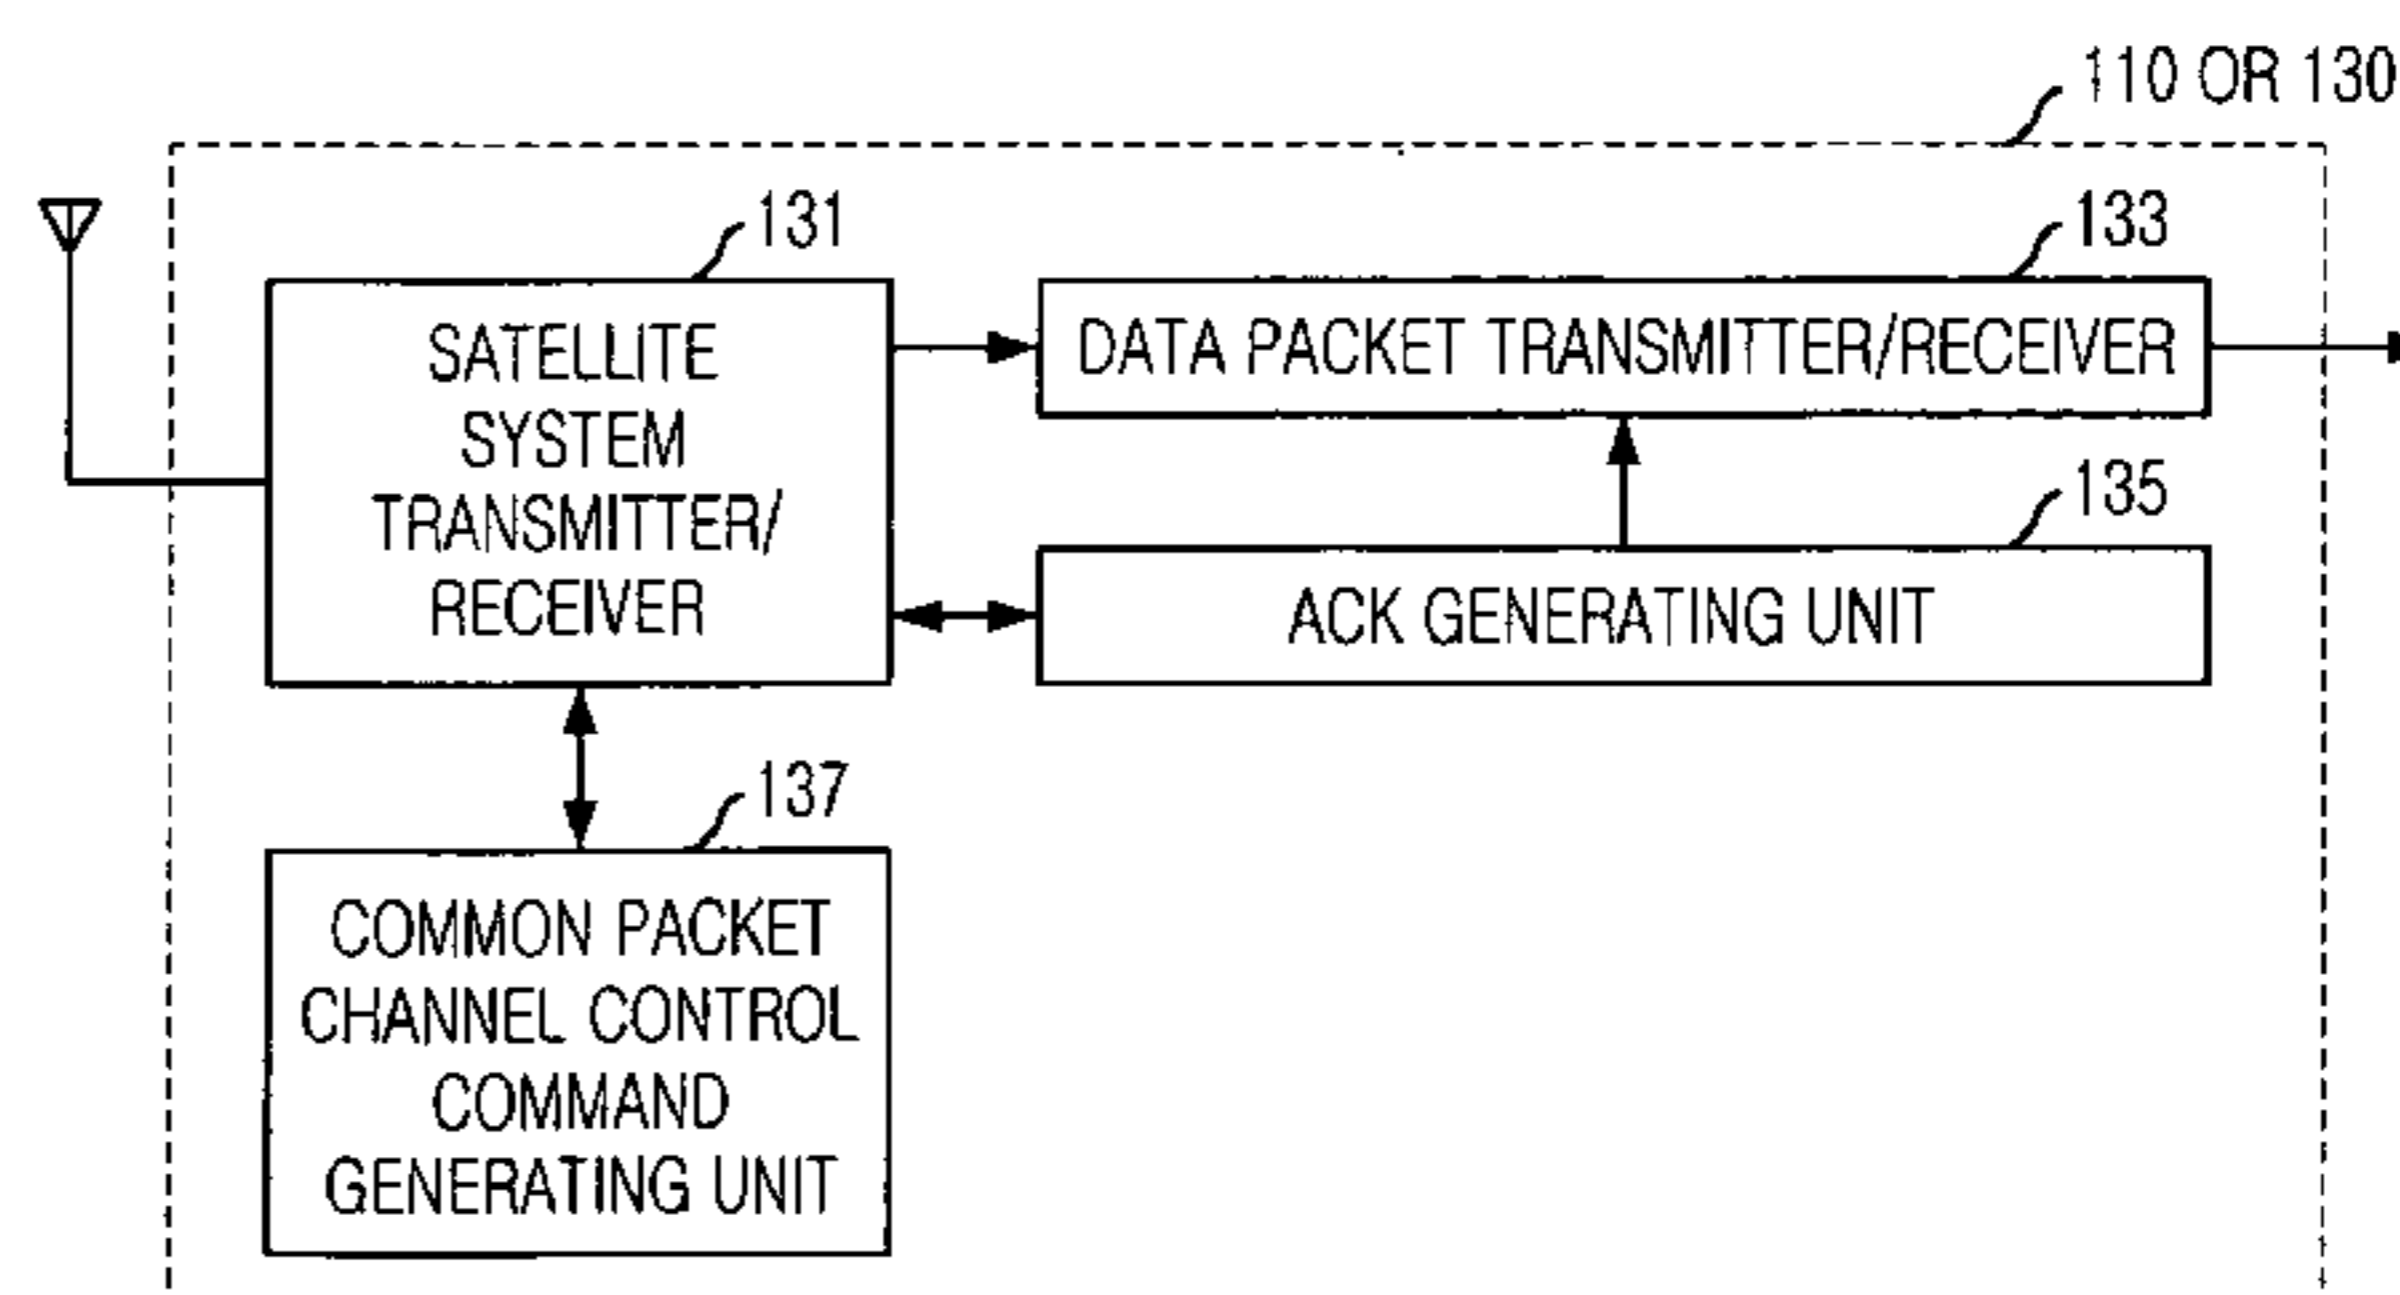 110 OR 130
131
133
SATELLITE
SYSTEM
TRANSMITTER/
RECEIVER
DATA PACKET TRANSMITTER/RECEIVER
135
ACK GENERATING UNIT
137
COMMON PACKET
CHANNEL CONTROL
COMMAND
GENERATING UNIT